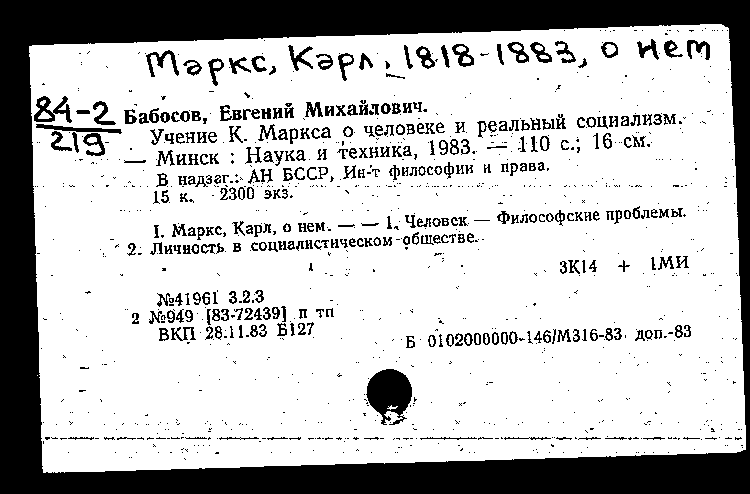 Маркс, Карл, 1818-1883, о нем
84-2
219
Бабосов, Евгений Михайлович.
Учение К. Маркса о человеке и реальный социализм.
— Минск : Наука и техника, 1983. — 110 с.; 16 см.
В надзаг.: АН БССР, Ин-т философии и права.
15 к. 2300 экз.
I. Маркс, Карл, о нем. — — 1. Человек — Философские проблемы.
2. Личность в социалистическом обществе.
3К14 + 1МИ
№41961 3.2.3
2 №949 [83-72439] п тп
ВКП 28.11.83 Б127
Б 0102000000-146/М316-83 доп.-83